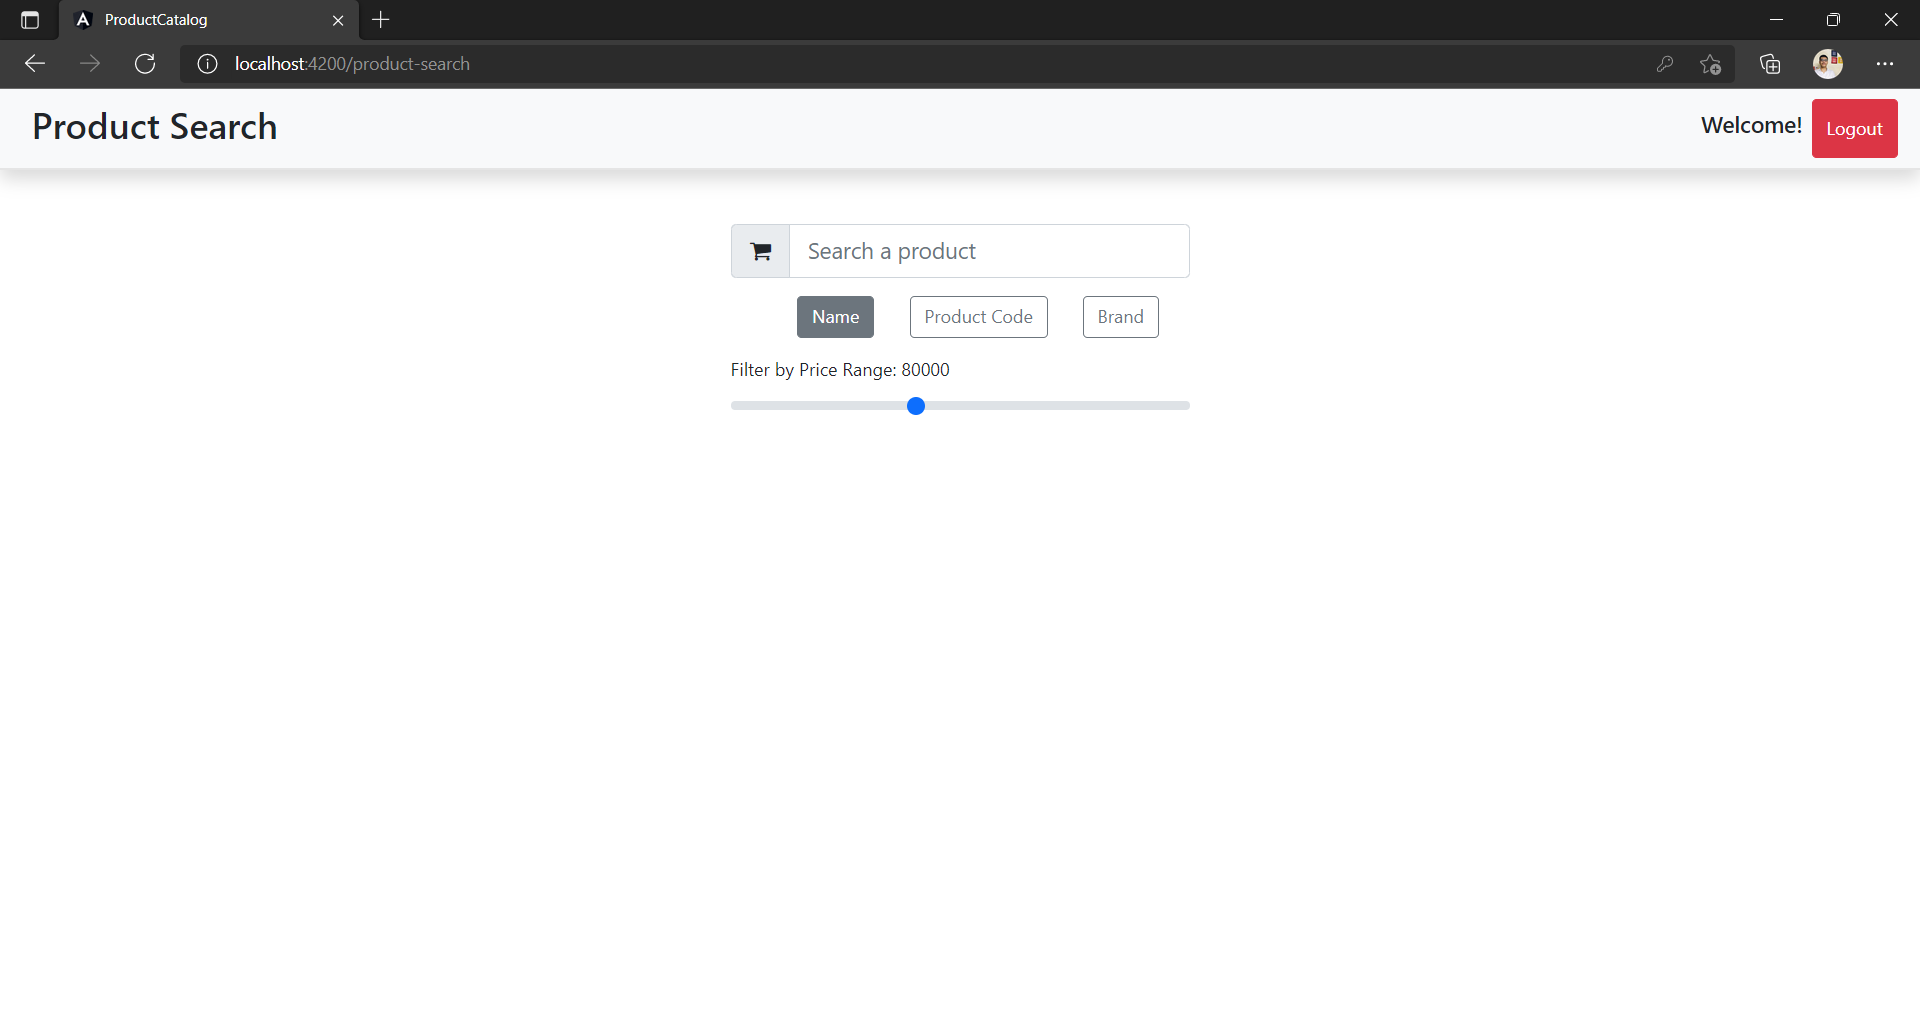 ProductCatalog
localhost:4200/product-search
Product Search
Welcome! Logout
Search a product
Name Product Code Brand
Filter by Price Range: 80000